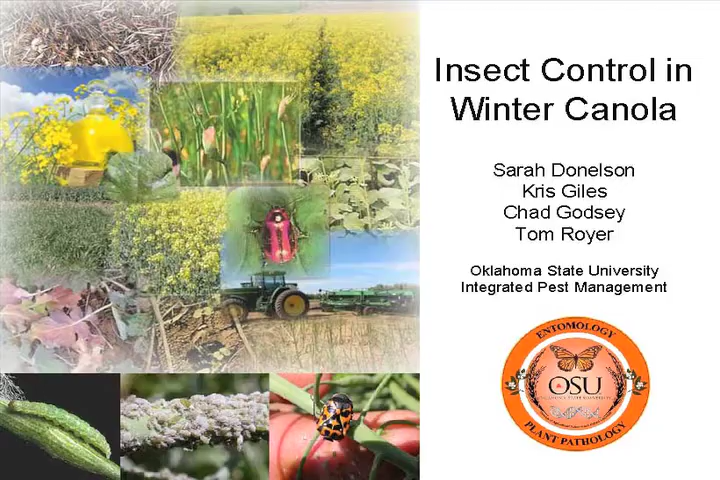 Insect Control in
Winter Canola
Sarah Donelson
Kris Giles
Chad Godsey
Tom Royer
Oklahoma State University
Integrated Pest Management
ENTOMOLOGY
OSU
PLANT PATHOLOGY